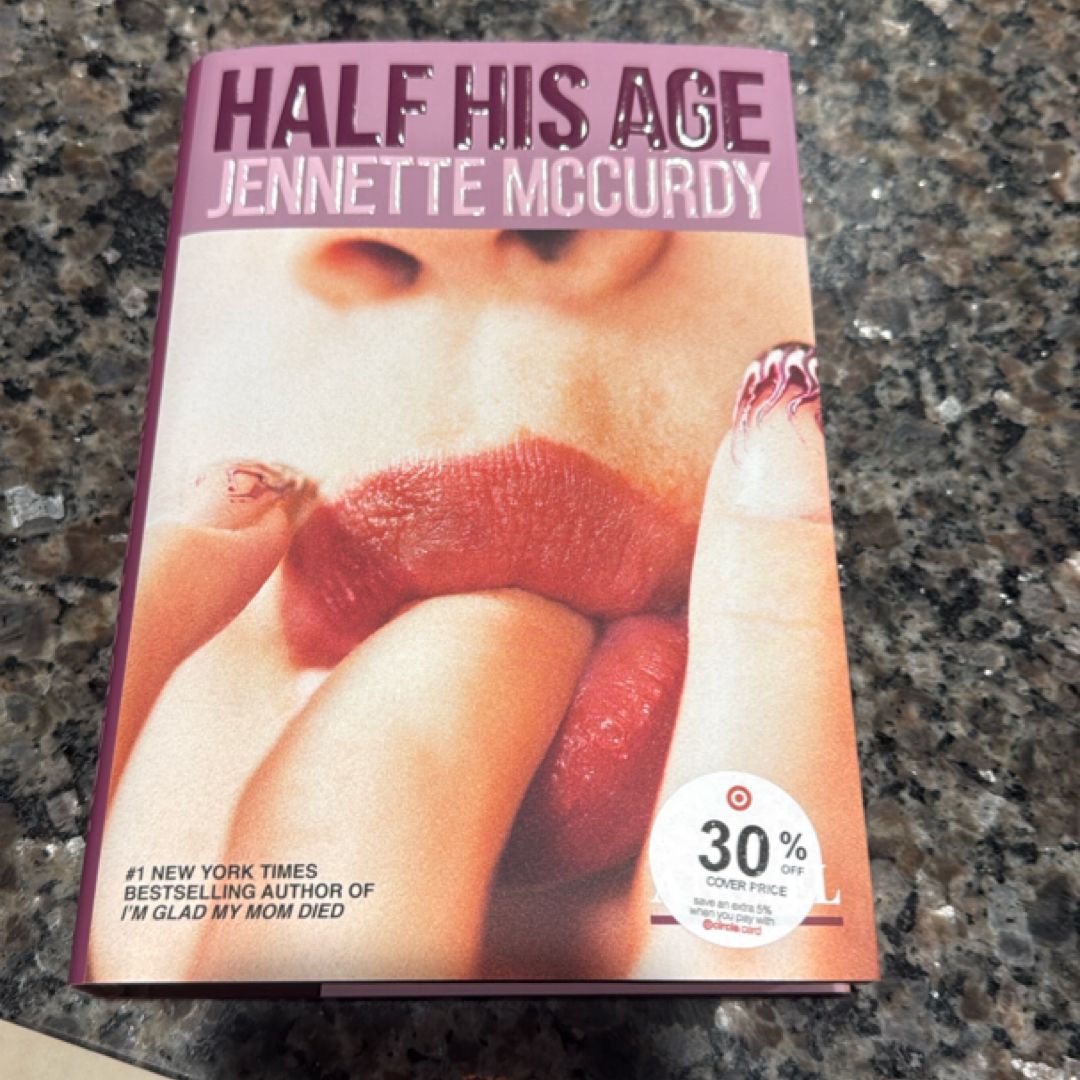 HALF HIS AGE
JENNETTE MCCURDY
#1 NEW YORK TIMES
BESTSELLING AUTHOR OF
I'M GLAD MY MOM DIED
30%
OFF
COVER PRICE
save an extra 5%
when you pay with
circle card